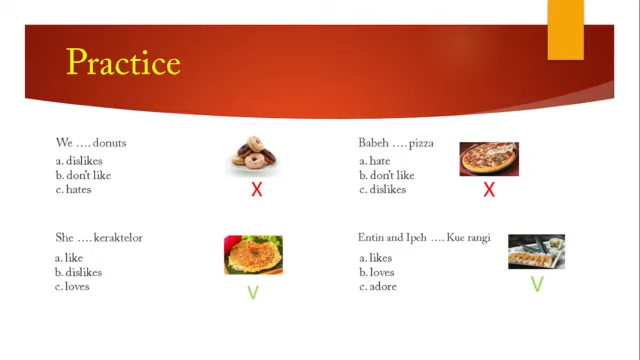 Practice
We .... donuts
a. dislikes
b. don't like
c. hates
X
Babeh .... pizza
a. hate
b. don't like
c. dislikes
X
She .... keraktelor
a. like
b. dislikes
c. loves
V
Entin and Ipeh .... Kue rangi
a. likes
b. loves
c. adore
V